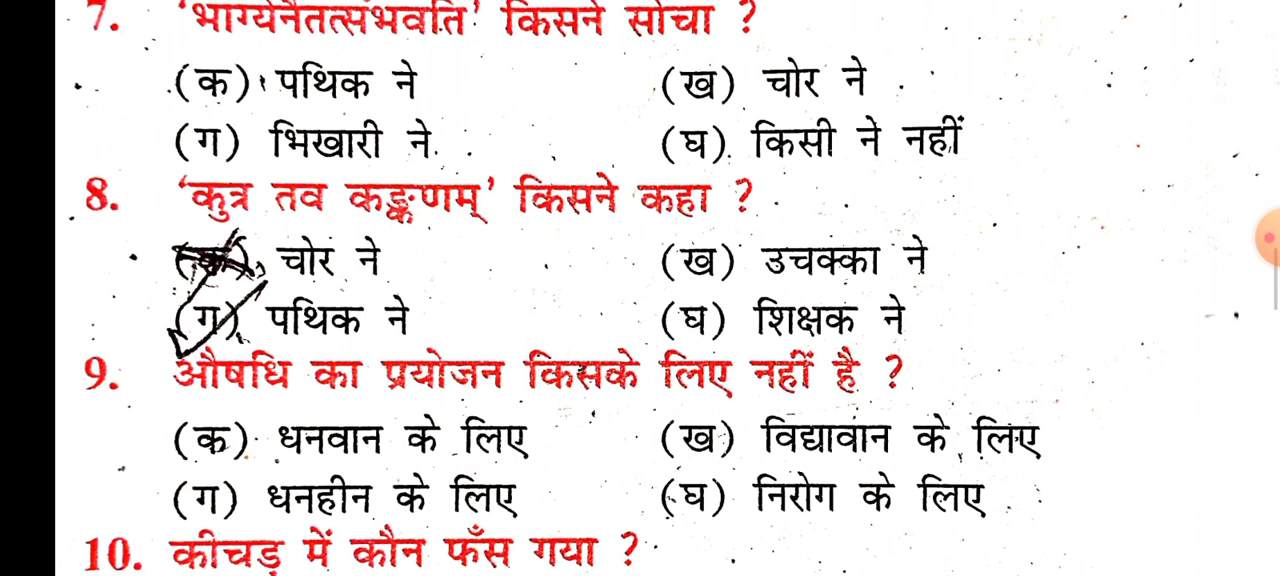 7. 'भाग्येनैतत्संभवति' किसने सोचा ?
(क) पथिक ने (ख) चोर ने
(ग) भिखारी ने (घ) किसी ने नहीं
8. 'कुत्र तव कङ्कणम्' किसने कहा ?
(क) चोर ने (ख) उचक्का ने
(ग) पथिक ने (घ) शिक्षक ने
9. औषधि का प्रयोजन किसके लिए नहीं है ?
(क) धनवान के लिए (ख) विद्यावान के लिए
(ग) धनहीन के लिए (घ) निरोग के लिए
10. कीचड़ में कौन फँस गया ?